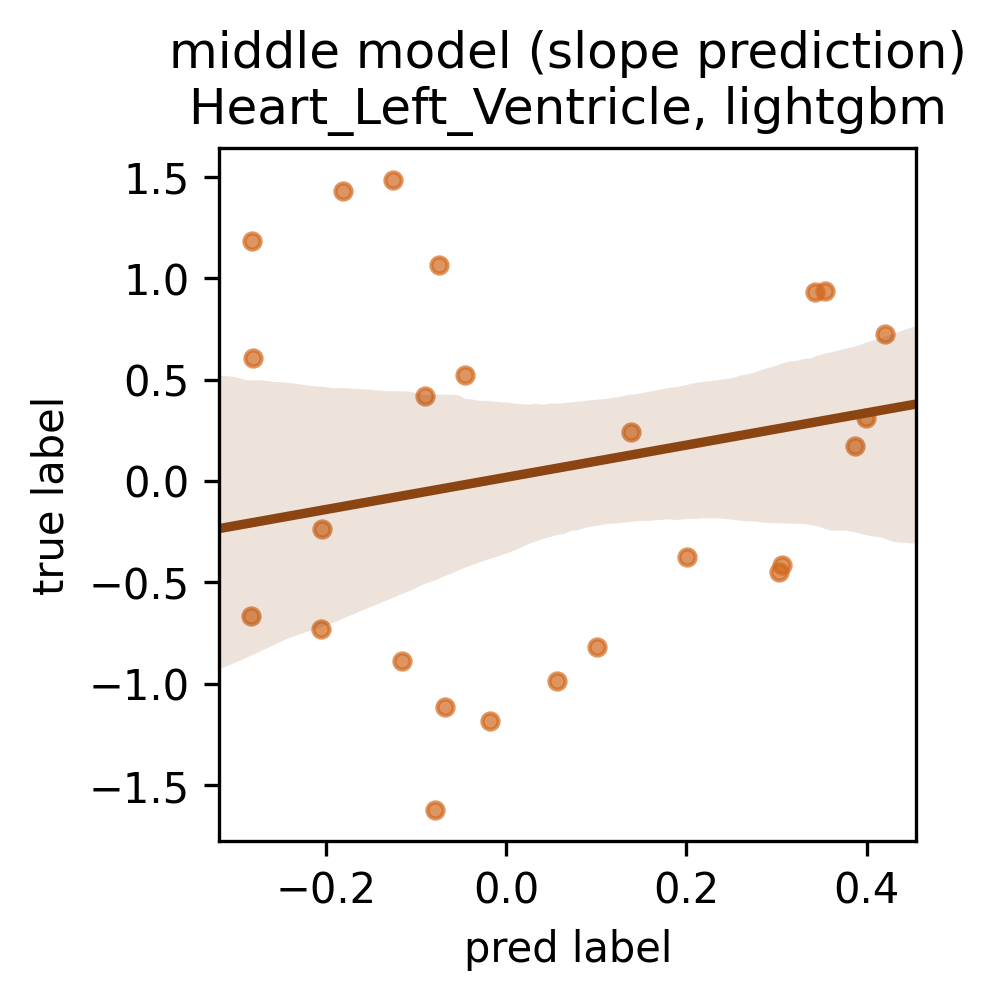 middle model (slope prediction)
Heart_Left_Ventricle, lightgbm
1.5
1.0
0.5
0.0
−0.5
−1.0
−1.5
true label
−0.2
0.0
0.2
0.4
pred label